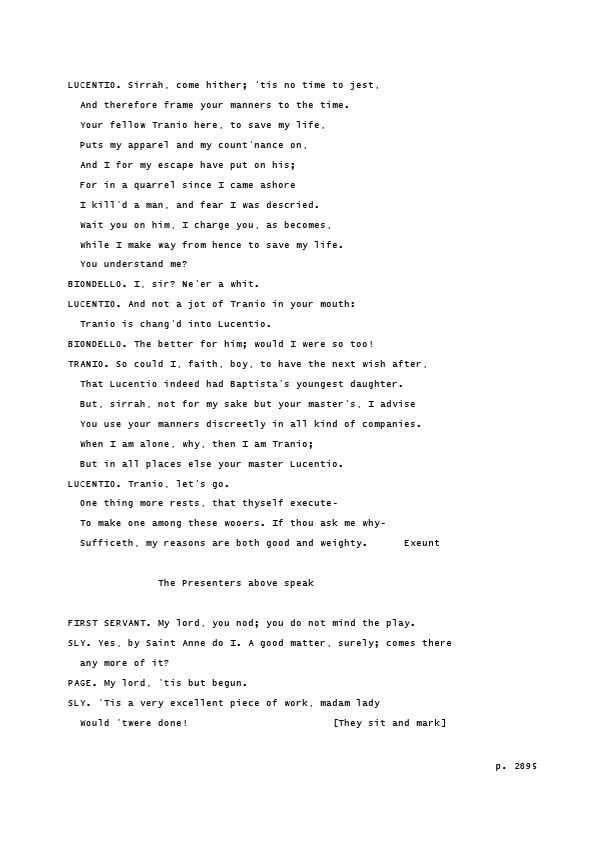 LUCENTIO. Sirrah, come hither; 'tis no time to jest,
And therefore frame your manners to the time.
Your fellow Tranio here, to save my life,
Puts my apparel and my count'nance on,
And I for my escape have put on his;
For in a quarrel since I came ashore
I kill'd a man, and fear I was descried.
Wait you on him, I charge you, as becomes,
While I make way from hence to save my life.
You understand me?
BIONDELLO. I, sir? Ne'er a whit.
LUCENTIO. And not a jot of Tranio in your mouth:
Tranio is chang'd into Lucentio.
BIONDELLO. The better for him; would I were so too!
TRANIO. So could I, faith, boy, to have the next wish after,
That Lucentio indeed had Baptista's youngest daughter.
But, sirrah, not for my sake but your master's, I advise
You use your manners discreetly in all kind of companies.
When I am alone, why, then I am Tranio;
But in all places else your master Lucentio.
LUCENTIO. Tranio, let's go.
One thing more rests, that thyself execute-
To make one among these wooers. If thou ask me why-
Sufficeth, my reasons are both good and weighty. Exeunt
The Presenters above speak
FIRST SERVANT. My lord, you nod; you do not mind the play.
SLY. Yes, by Saint Anne do I. A good matter, surely; comes there
any more of it?
PAGE. My lord, 'tis but begun.
SLY. 'Tis a very excellent piece of work, madam lady
Would 'twere done! [They sit and mark]
p. 2895